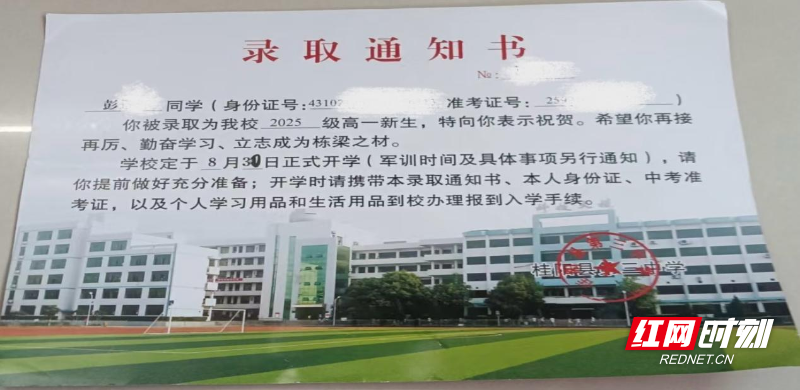 录取通知书
№:
彭 同学（身份证号:4310 准考证号: 25 ）
你被录取为我校 2025 级高一新生，特向你表示祝贺。希望你再接
再厉、勤奋学习、立志成为栋梁之材。
学校定于 8 月30日正式开学（军训时间及具体事项另行通知），请
你提前做好充分准备；开学时请携带本录取通知书、本人身份证、中考准
考证，以及个人学习用品和生活用品到校办理报到入学手续。
桂阳县第三中学
红网时刻
REDNET.CN